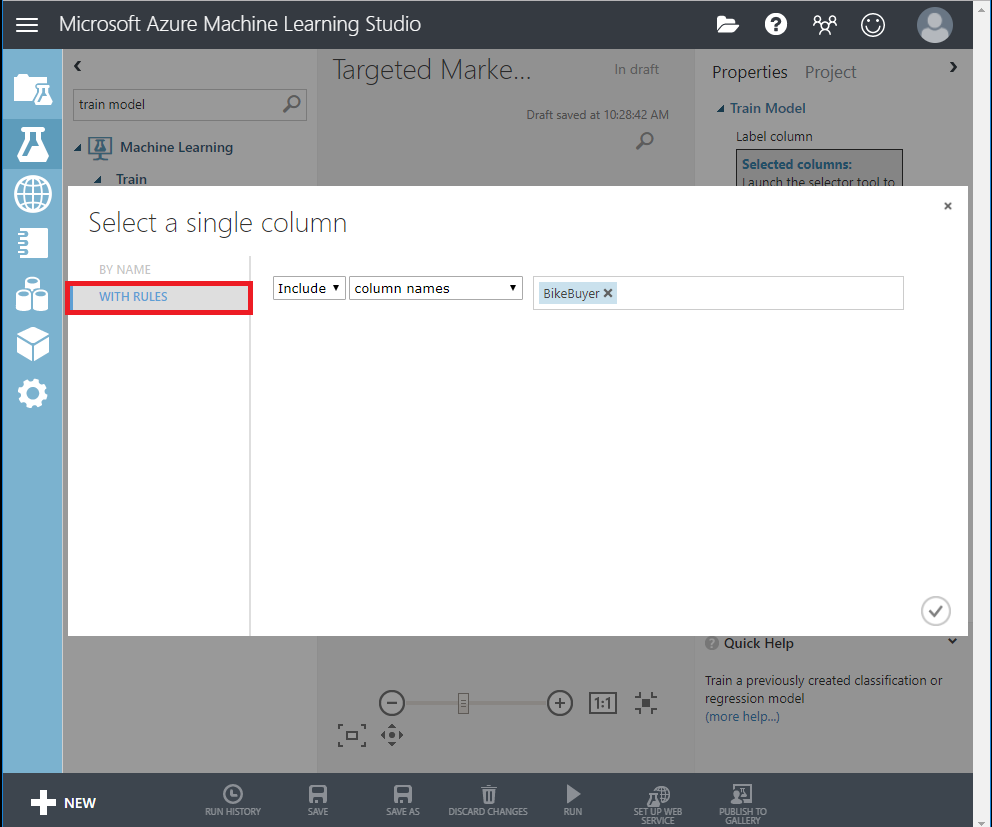 Microsoft Azure Machine Learning Studio
train model
Machine Learning
Train
Targeted Marke...
In draft
Draft saved at 10:28:42 AM
Properties Project
Train Model
Label column
Selected columns:
Launch the selector tool to
Select a single column
BY NAME
WITH RULES
Include
column names
BikeBuyer
1:1
Quick Help
Train a previously created classification or
regression model
(more help...)
NEW
RUN HISTORY
SAVE
SAVE AS
DISCARD CHANGES
RUN
SET UP WEB
SERVICE
PUBLISH TO
GALLERY